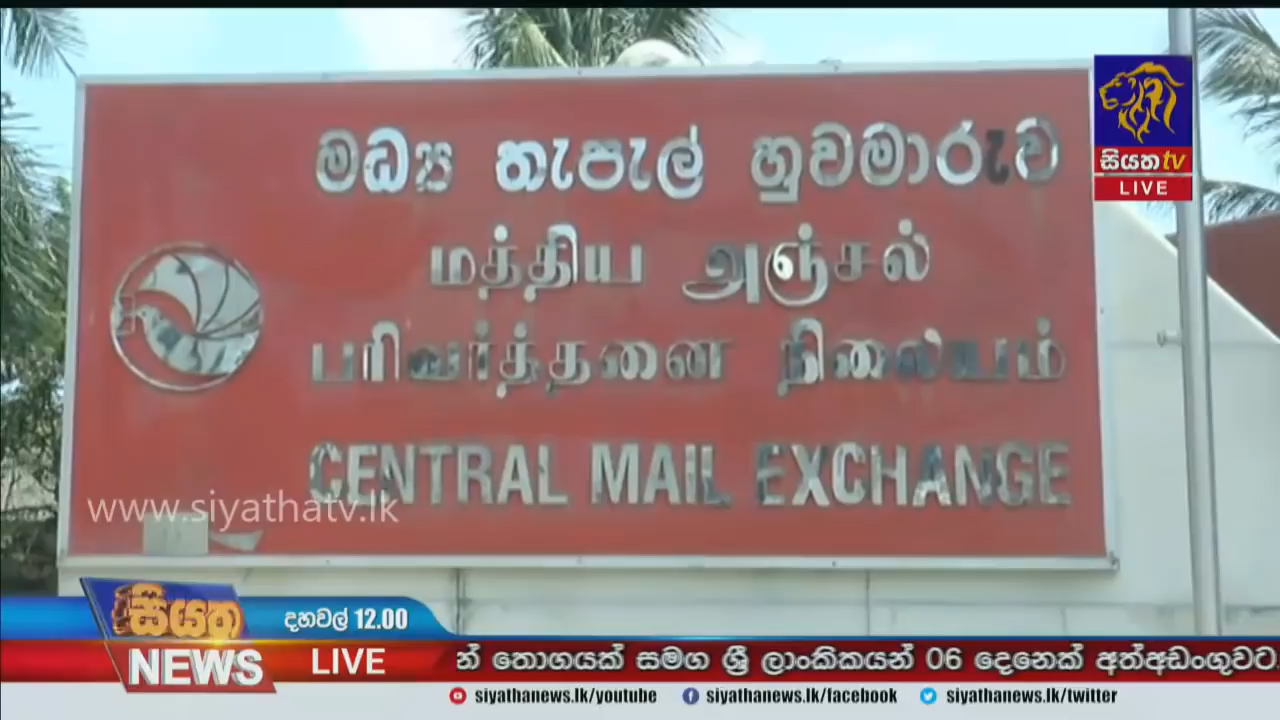 මධ්‍ය තැපැල් හුවමාරුව
மத்திய அஞ்சல்
பரிவர்த்தனை நிலையம்
CENTRAL MAIL EXCHANGE
සියත tv
LIVE
www.siyathatv.lk
සියත
NEWS
දහවල් 12.00
LIVE
න් තොගයක් සමග ශ්‍රී ලාංකිකයන් 06 දෙනෙක් අත්අඩංගුවට
siyathanews.lk/youtube
siyathanews.lk/facebook
siyathanews.lk/twitter